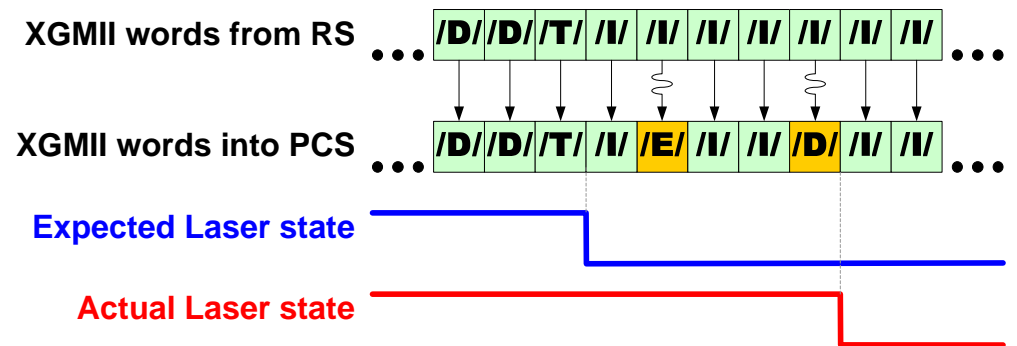 XGMII words from RS ... /D/ /D/ /T/ /I/ /I/ /I/ /I/ /I/ /I/ /I/ ...
XGMII words into PCS ... /D/ /D/ /T/ /I/ /E/ /I/ /I/ /D/ /I/ /I/ ...
Expected Laser state
Actual Laser state